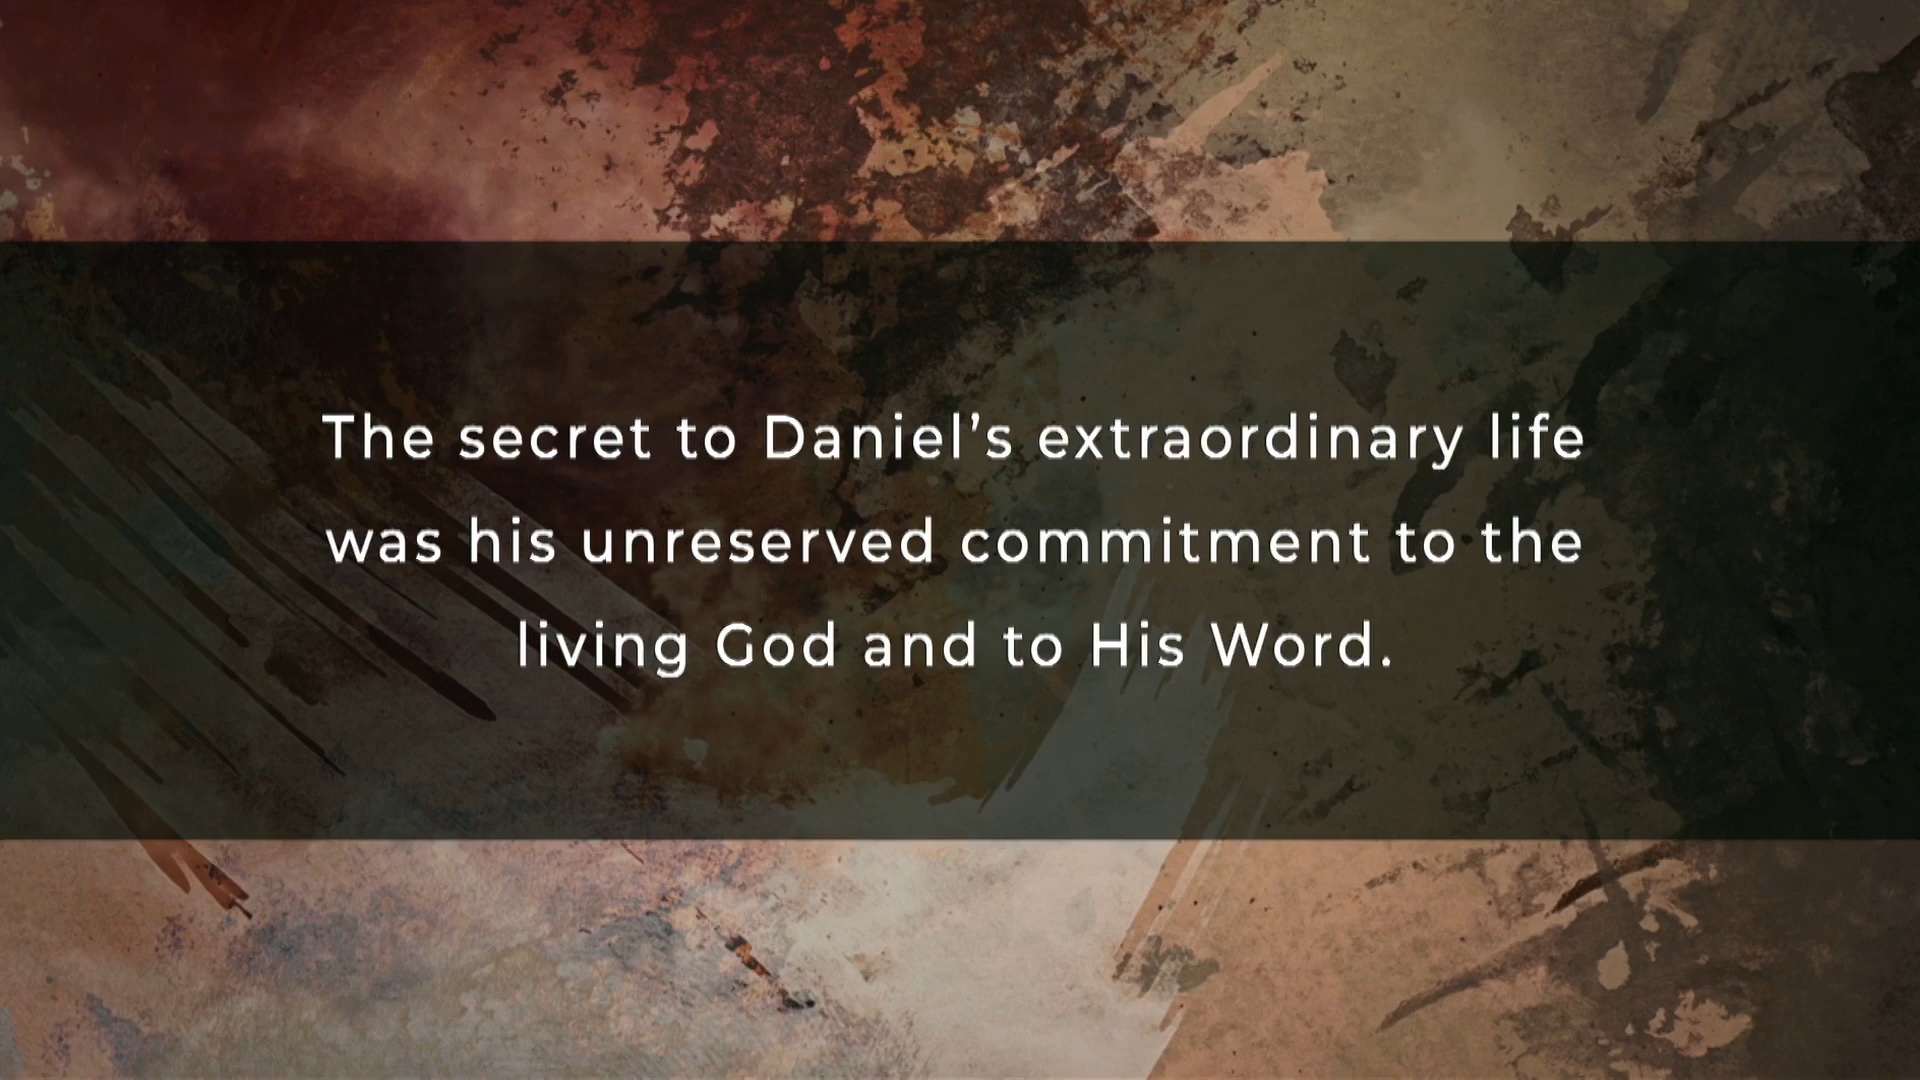 The secret to Daniel’s extraordinary life
was his unreserved commitment to the
living God and to His Word.